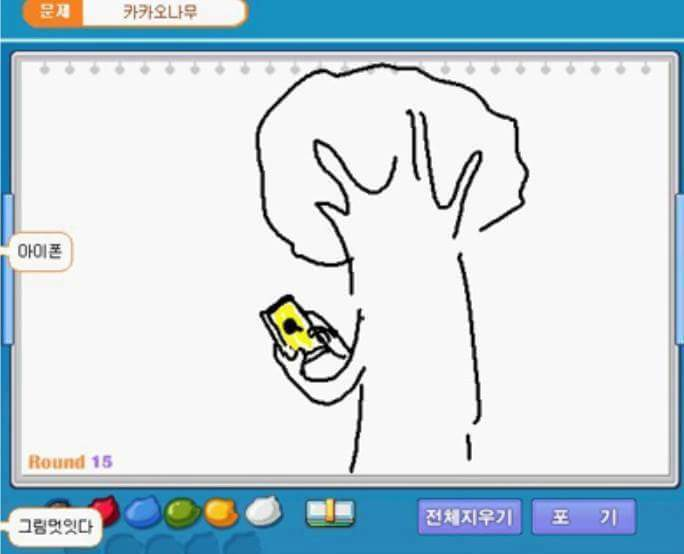 문제
카카오나무
아이폰
Round 15
그림멋잇다
전체지우기
포 기